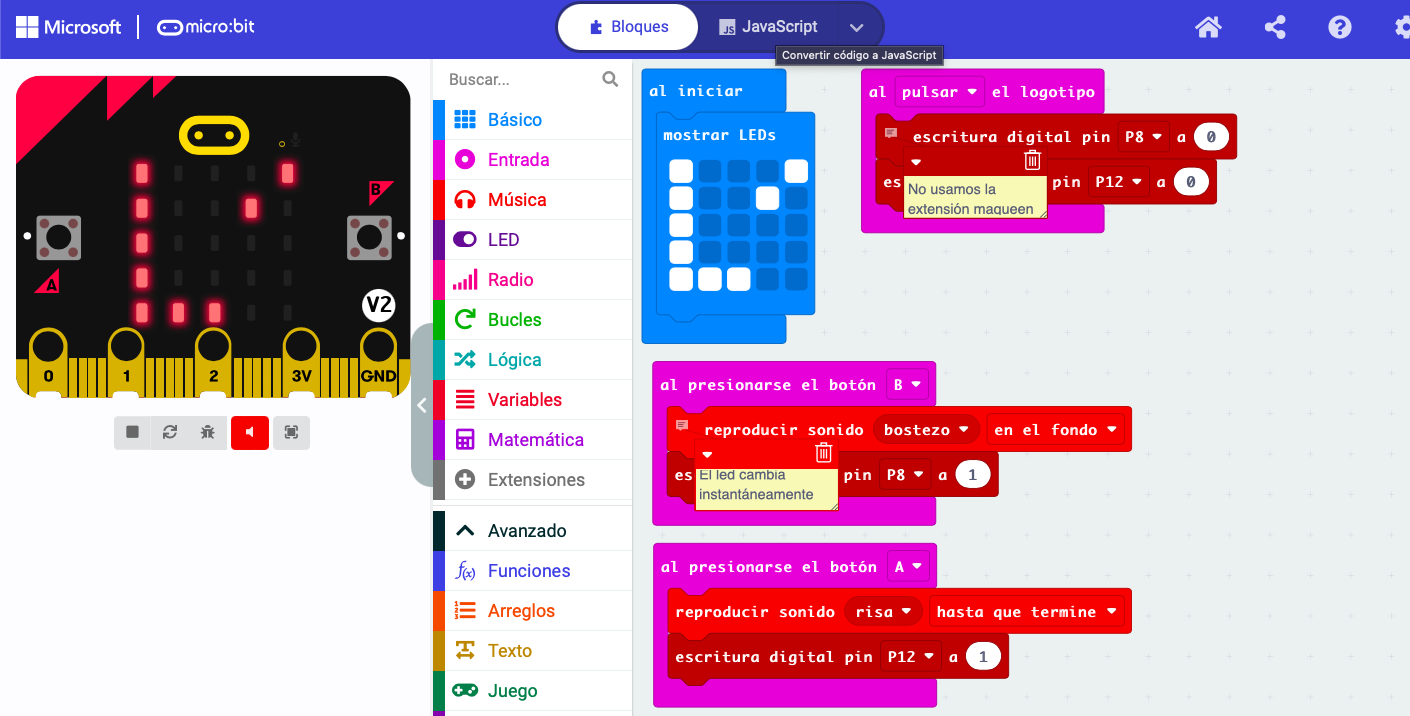 Microsoft
micro:bit
Bloques
JavaScript
Convertir código a JavaScript
B
A
V2
0
1
2
3V
GND
Buscar...
Básico
Entrada
Música
LED
Radio
Bucles
Lógica
Variables
Matemática
Extensiones
Avanzado
Funciones
Arreglos
Texto
Juego
al iniciar
mostrar LEDs
al pulsar el logotipo
escritura digital pin P8 a 0
es pin P12 a 0
No usamos la
extensión maqueen
al presionarse el botón B
reproducir sonido bostezo en el fondo
es pin P8 a 1
El led cambia
instantáneamente
al presionarse el botón A
reproducir sonido risa hasta que termine
escritura digital pin P12 a 1